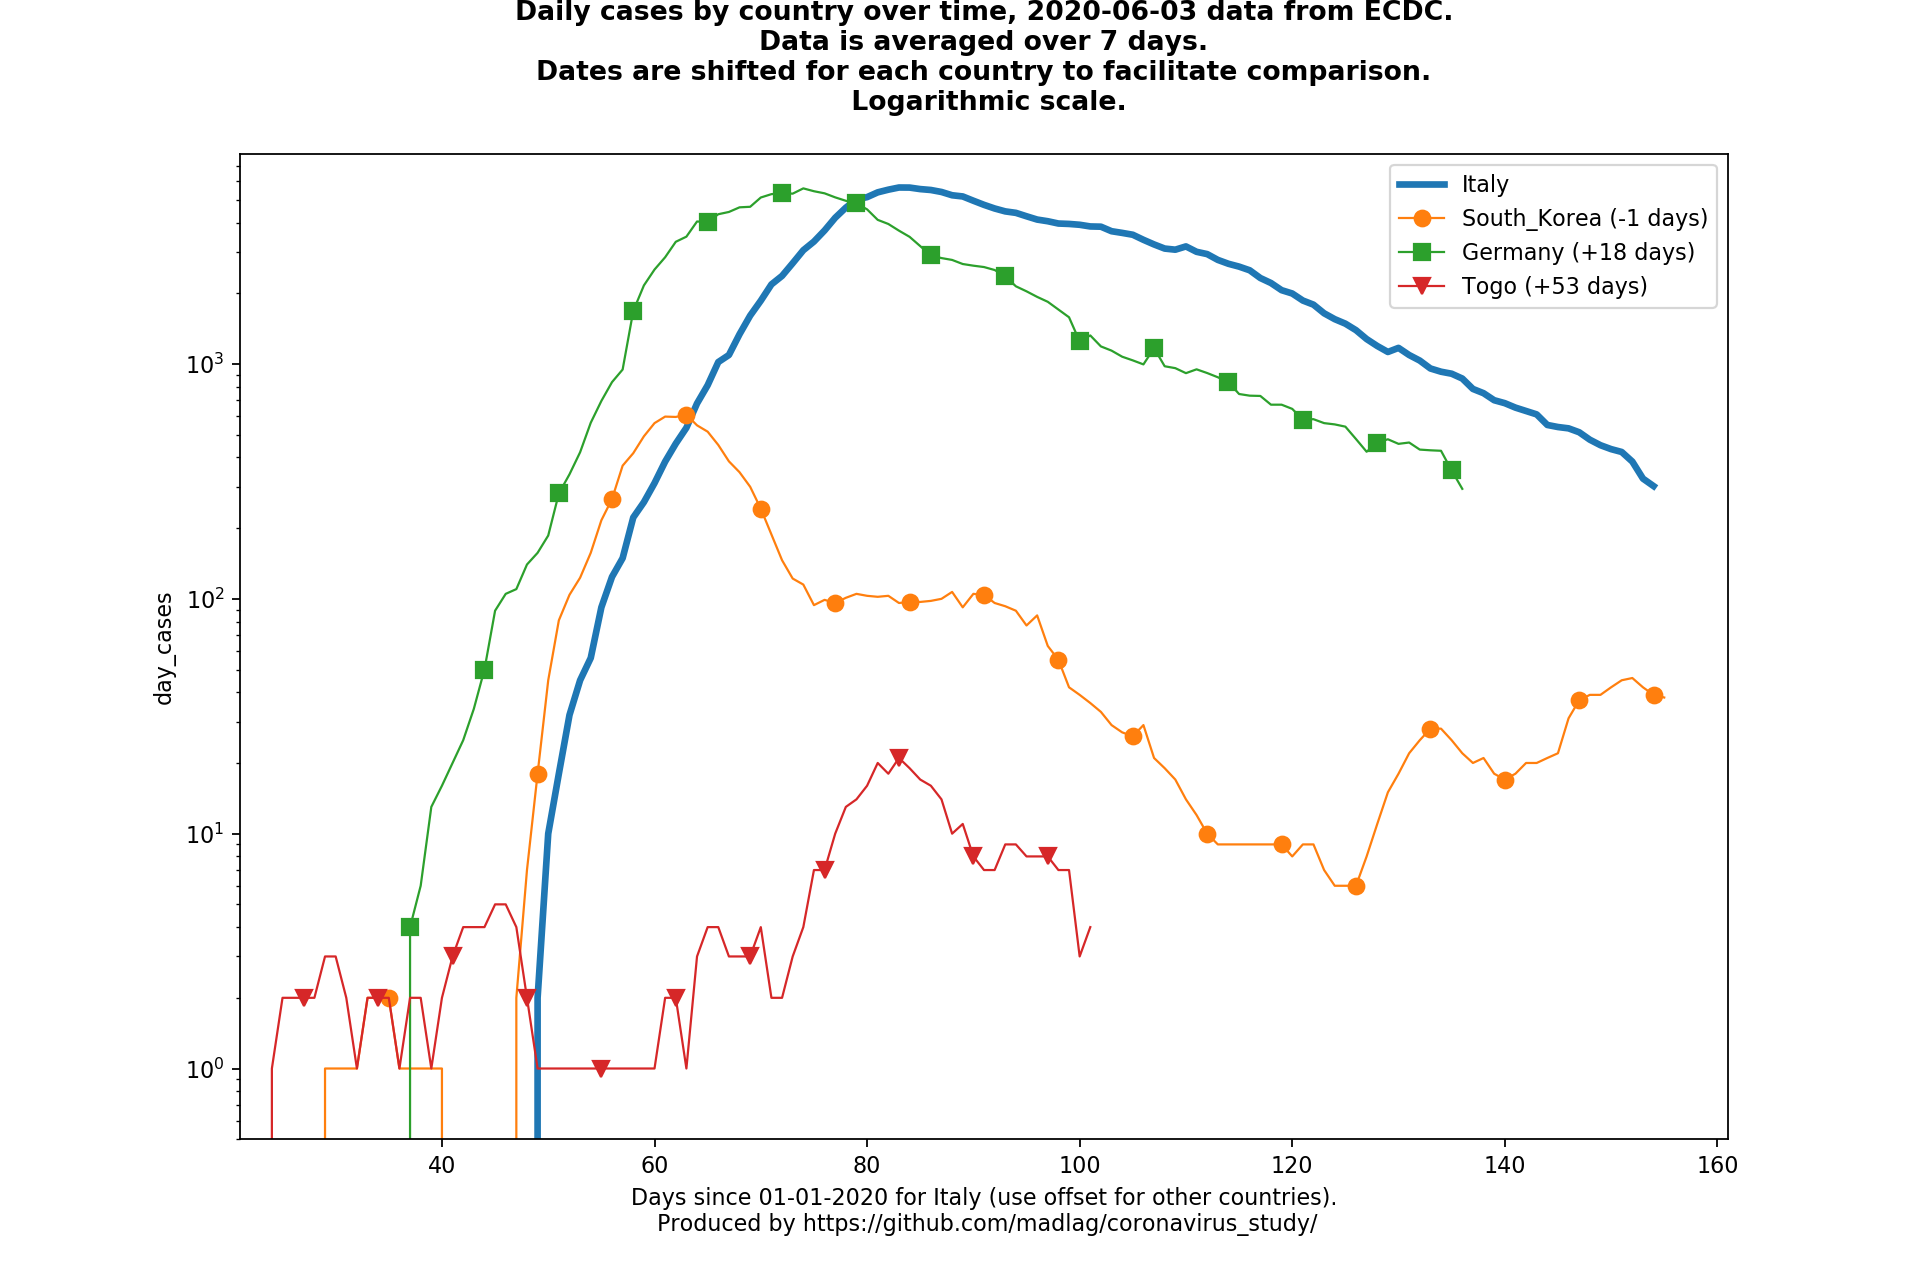 Daily cases by country over time, 2020-06-03 data from ECDC.
Data is averaged over 7 days.
Dates are shifted for each country to facilitate comparison.
Logarithmic scale.
Italy
South_Korea (-1 days)
Germany (+18 days)
Togo (+53 days)
10³
10²
10¹
10⁰
day_cases
40 60 80 100 120 140 160
Days since 01-01-2020 for Italy (use offset for other countries).
Produced by https://github.com/madlag/coronavirus_study/